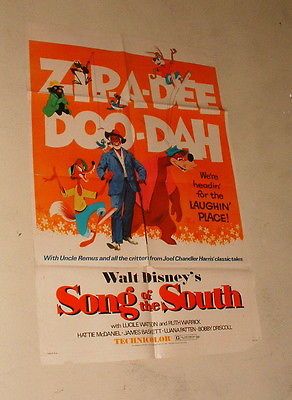 ZIP-A-DEE
DOO-DAH
We're
headin'
for the
LAUGHIN'
PLACE!
With Uncle Remus and all the critters from Joel Chandler Harris' classic tales
Walt Disney's
Song of the South
with LUCILE WATSON and RUTH WARRICK
HATTIE McDANIEL · JAMES BASKETT · LUANA PATTEN · BOBBY DRISCOLL
TECHNICOLOR
G